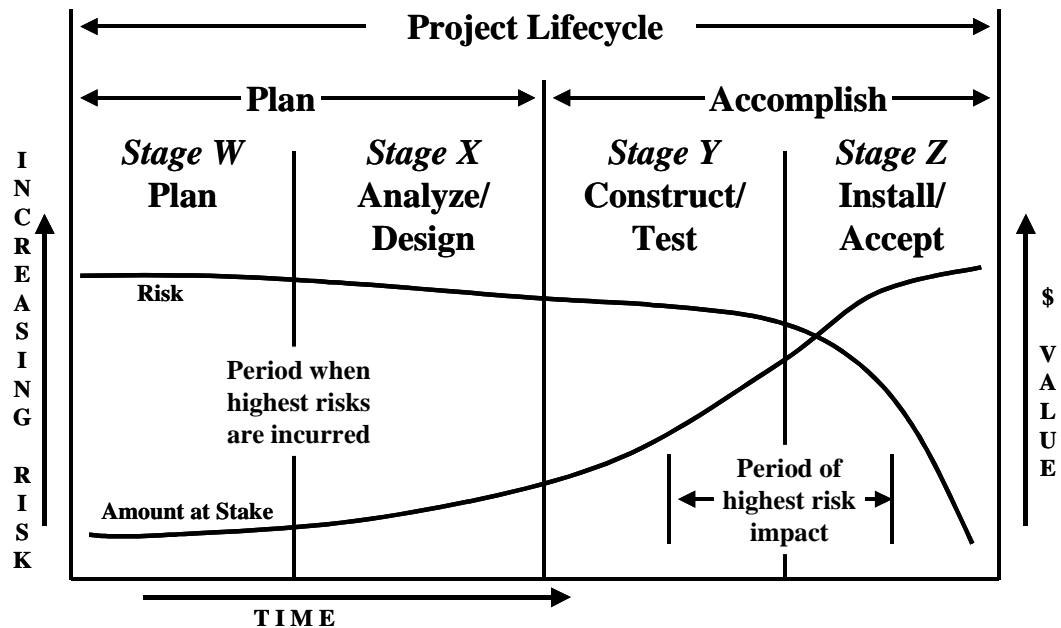 Project Lifecycle
Plan
Accomplish
Stage W
Plan
Stage X
Analyze/
Design
Stage Y
Construct/
Test
Stage Z
Install/
Accept
INCREASING RISK
Risk
$ VALUE
Period when
highest risks
are incurred
Amount at Stake
Period of
highest risk
impact
TIME